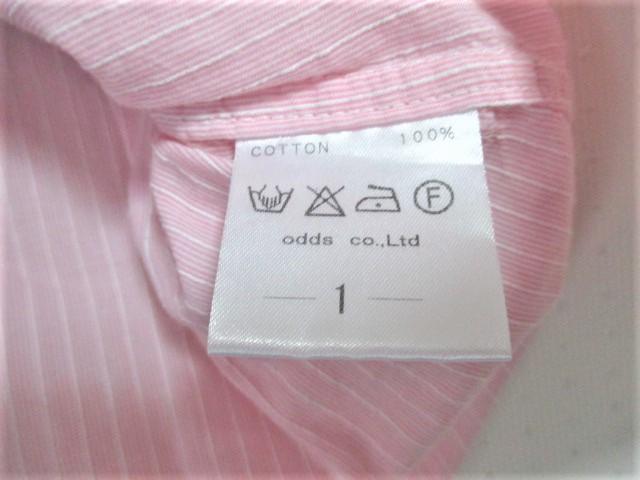 COTTON 100%
F
odds co.,Ltd
1